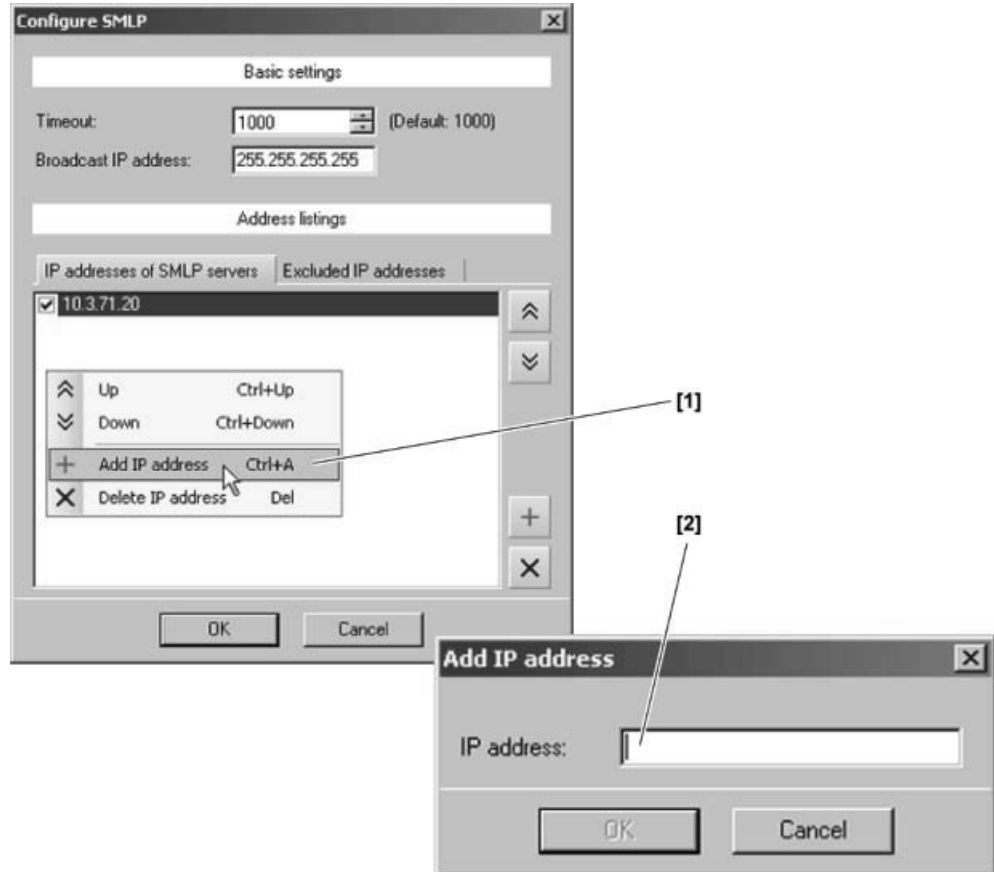 Configure SMLP
Basic settings
Timeout: 1000 (Default: 1000)
Broadcast IP address: 255.255.255.255
Address listings
IP addresses of SMLP servers Excluded IP addresses
10.3.71.20
Up Ctrl+Up
Down Ctrl+Down
[1]
Add IP address Ctrl+A
Delete IP address Del
[2]
OK Cancel
Add IP address
IP address:
OK Cancel